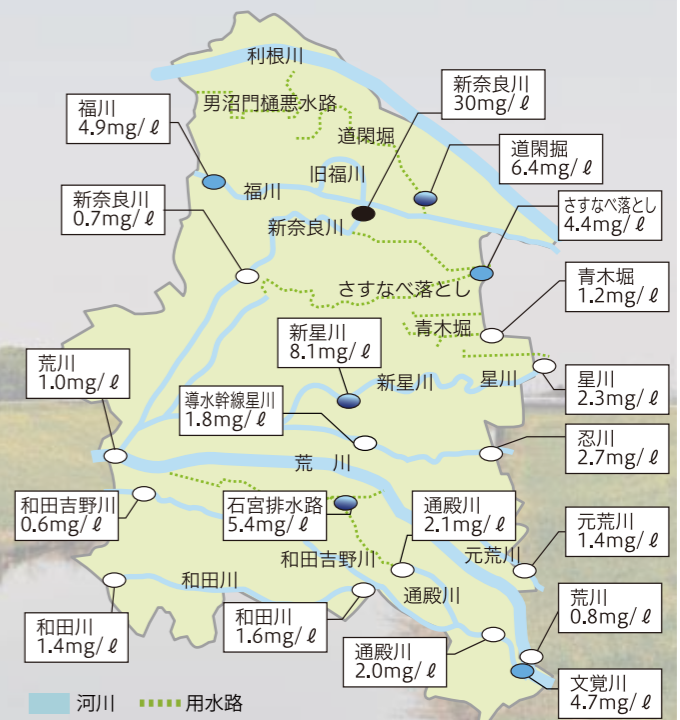 利根川
新奈良川
30mg/ℓ
男沼門樋悪水路
福川
4.9mg/ℓ
道閑堀
道閑堀
6.4mg/ℓ
旧福川
福川
新奈良川
0.7mg/ℓ
さすなべ落とし
4.4mg/ℓ
新奈良川
さすなべ落とし
青木堀
1.2mg/ℓ
青木堀
新星川
8.1mg/ℓ
荒川
1.0mg/ℓ
新星川
星川
星川
2.3mg/ℓ
導水幹線星川
1.8mg/ℓ
忍川
2.7mg/ℓ
荒川
和田吉野川
0.6mg/ℓ
石宮排水路
5.4mg/ℓ
通殿川
2.1mg/ℓ
元荒川
1.4mg/ℓ
和田吉野川
元荒川
和田川
通殿川
和田川
1.4mg/ℓ
和田川
1.6mg/ℓ
荒川
0.8mg/ℓ
通殿川
2.0mg/ℓ
文覚川
4.7mg/ℓ
河川
用水路